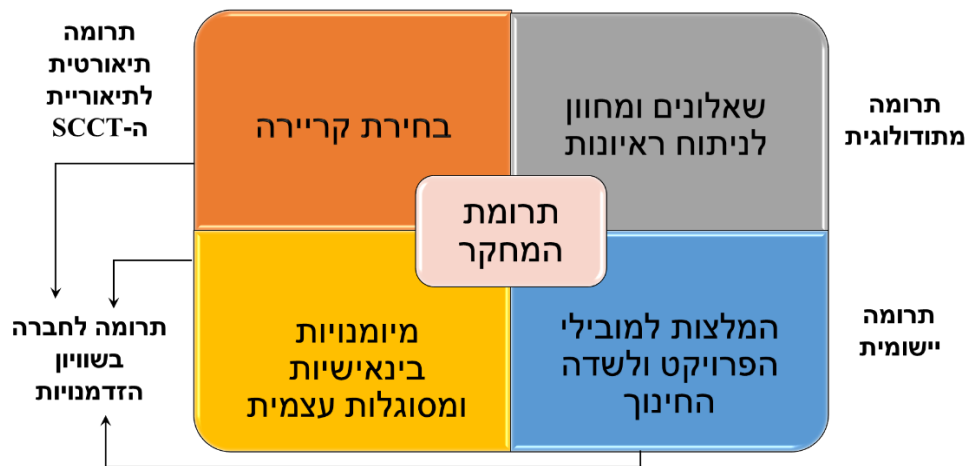 תרומה
תיאורטית
לתיאוריית
ה-SCCT
שאלונים ומחוון
לניתוח ראיונות
תרומה
מתודולוגית
בחירת קריירה
תרומת
המחקר
המלצות למובילי
הפרויקט ולשדה
החינוך
תרומה
יישומית
מיומנויות
בינאישיות
ומסוגלות עצמית
תרומה לחברה
בשוויון
הזדמנויות